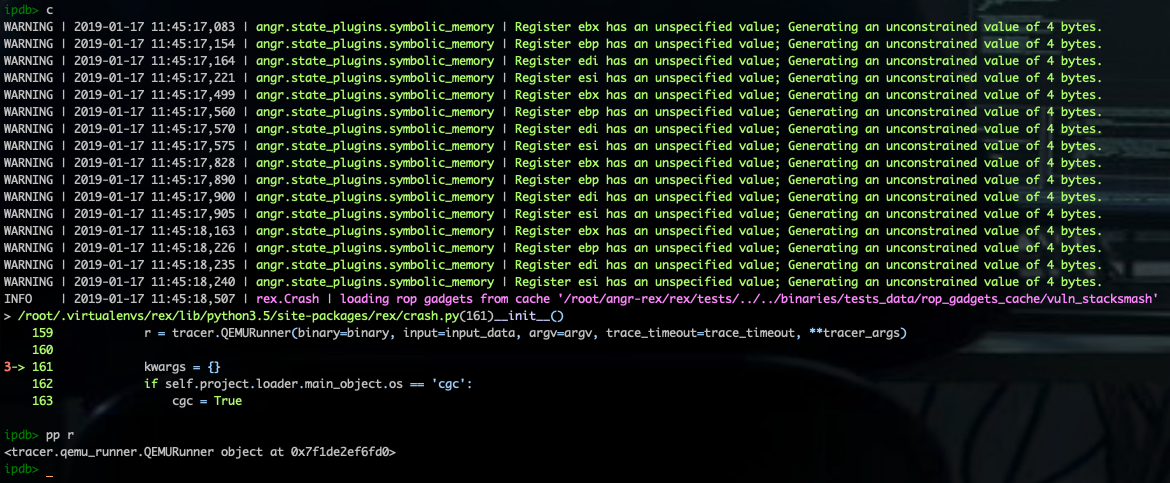 ipdb> c
WARNING | 2019-01-17 11:45:17,083 | angr.state_plugins.symbolic_memory | Register ebx has an unspecified value; Generating an unconstrained value of 4 bytes.
WARNING | 2019-01-17 11:45:17,154 | angr.state_plugins.symbolic_memory | Register ebp has an unspecified value; Generating an unconstrained value of 4 bytes.
WARNING | 2019-01-17 11:45:17,164 | angr.state_plugins.symbolic_memory | Register edi has an unspecified value; Generating an unconstrained value of 4 bytes.
WARNING | 2019-01-17 11:45:17,221 | angr.state_plugins.symbolic_memory | Register esi has an unspecified value; Generating an unconstrained value of 4 bytes.
WARNING | 2019-01-17 11:45:17,499 | angr.state_plugins.symbolic_memory | Register ebx has an unspecified value; Generating an unconstrained value of 4 bytes.
WARNING | 2019-01-17 11:45:17,560 | angr.state_plugins.symbolic_memory | Register ebp has an unspecified value; Generating an unconstrained value of 4 bytes.
WARNING | 2019-01-17 11:45:17,570 | angr.state_plugins.symbolic_memory | Register edi has an unspecified value; Generating an unconstrained value of 4 bytes.
WARNING | 2019-01-17 11:45:17,575 | angr.state_plugins.symbolic_memory | Register esi has an unspecified value; Generating an unconstrained value of 4 bytes.
WARNING | 2019-01-17 11:45:17,828 | angr.state_plugins.symbolic_memory | Register ebx has an unspecified value; Generating an unconstrained value of 4 bytes.
WARNING | 2019-01-17 11:45:17,890 | angr.state_plugins.symbolic_memory | Register ebp has an unspecified value; Generating an unconstrained value of 4 bytes.
WARNING | 2019-01-17 11:45:17,900 | angr.state_plugins.symbolic_memory | Register edi has an unspecified value; Generating an unconstrained value of 4 bytes.
WARNING | 2019-01-17 11:45:17,905 | angr.state_plugins.symbolic_memory | Register esi has an unspecified value; Generating an unconstrained value of 4 bytes.
WARNING | 2019-01-17 11:45:18,163 | angr.state_plugins.symbolic_memory | Register ebx has an unspecified value; Generating an unconstrained value of 4 bytes.
WARNING | 2019-01-17 11:45:18,226 | angr.state_plugins.symbolic_memory | Register ebp has an unspecified value; Generating an unconstrained value of 4 bytes.
WARNING | 2019-01-17 11:45:18,235 | angr.state_plugins.symbolic_memory | Register edi has an unspecified value; Generating an unconstrained value of 4 bytes.
WARNING | 2019-01-17 11:45:18,240 | angr.state_plugins.symbolic_memory | Register esi has an unspecified value; Generating an unconstrained value of 4 bytes.
INFO    | 2019-01-17 11:45:18,507 | rex.Crash | loading rop gadgets from cache '/root/angr-rex/rex/tests/../../binaries/tests_data/rop_gadgets_cache/vuln_stacksmash'
> /root/.virtualenvs/rex/lib/python3.5/site-packages/rex/crash.py(161)__init__()
    159             r = tracer.QEMURunner(binary=binary, input=input_data, argv=argv, trace_timeout=trace_timeout, **tracer_args)
    160
3-> 161             kwargs = {}
    162             if self.project.loader.main_object.os == 'cgc':
    163                 cgc = True
ipdb> pp r
<tracer.qemu_runner.QEMURunner object at 0x7f1de2ef6fd0>
ipdb> _